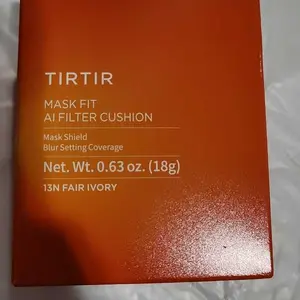 TIRTIR
MASK FIT
AI FILTER CUSHION
Mask Shield
Blur Setting Coverage
Net. Wt. 0.63 oz. (18g)
13N FAIR IVORY